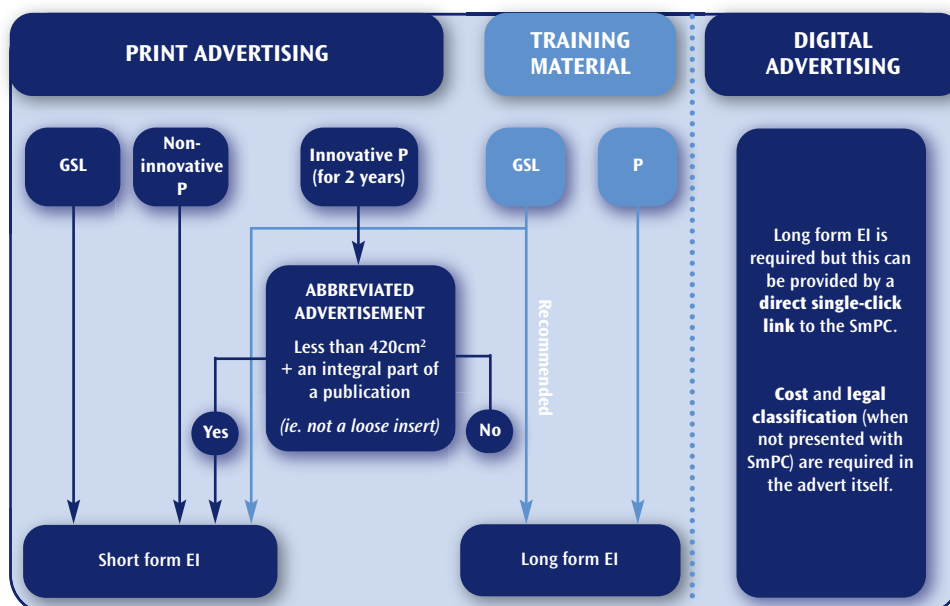 PRINT ADVERTISING
TRAINING
MATERIAL
DIGITAL
ADVERTISING
GSL
Non-
innovative
P
Innovative P
(for 2 years)
GSL
P
ABBREVIATED
ADVERTISEMENT
Less than 420cm²
+ an integral part of
a publication
(ie. not a loose insert)
Yes
No
Recommended
Short form EI
Long form EI
Long form EI is
required but this can
be provided by a
direct single-click
link to the SmPC.
Cost and legal
classification (when
not presented with
SmPC) are required in
the advert itself.